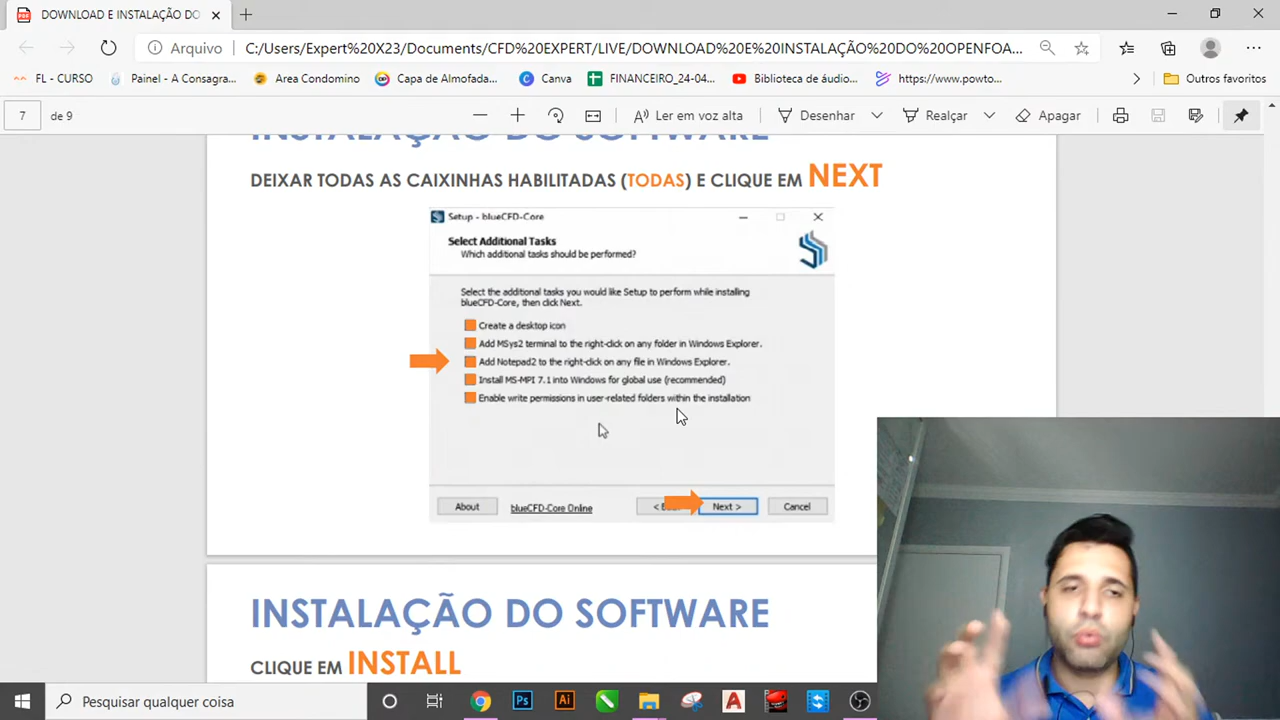 DOWNLOAD E INSTALAÇÃO DO
Arquivo
C:/Users/Expert%20X23/Documents/CFD%20EXPERT/LIVE/DOWNLOAD%20E%20INSTALAÇÃO%20DO%20OPENFOA...
FL - CURSO
Painel - A Consagra...
Area Condomino
Capa de Almofada...
Canva
FINANCEIRO_24-04...
Biblioteca de áudio...
https://www.powto...
Outros favoritos
7
de 9
Ler em voz alta
Desenhar
Realçar
Apagar
INSTALAÇÃO DO SOFTWARE
DEIXAR TODAS AS CAIXINHAS HABILITADAS (TODAS) E CLIQUE EM NEXT
Setup - blueCFD-Core
Select Additional Tasks
Which additional tasks should be performed?
Select the additional tasks you would like Setup to perform while installing
blueCFD-Core, then click Next.
Create a desktop icon
Add MSys2 terminal to the right-click on any folder in Windows Explorer.
Add Notepad2 to the right-click on any file in Windows Explorer.
Install MS-MPI 7.1 into Windows for global use (recommended)
Enable write permissions in user-related folders within the installation
About
blueCFD-Core Online
Next >
Cancel
INSTALAÇÃO DO SOFTWARE
CLIQUE EM INSTALL
Pesquisar qualquer coisa
Ps
Ai
A